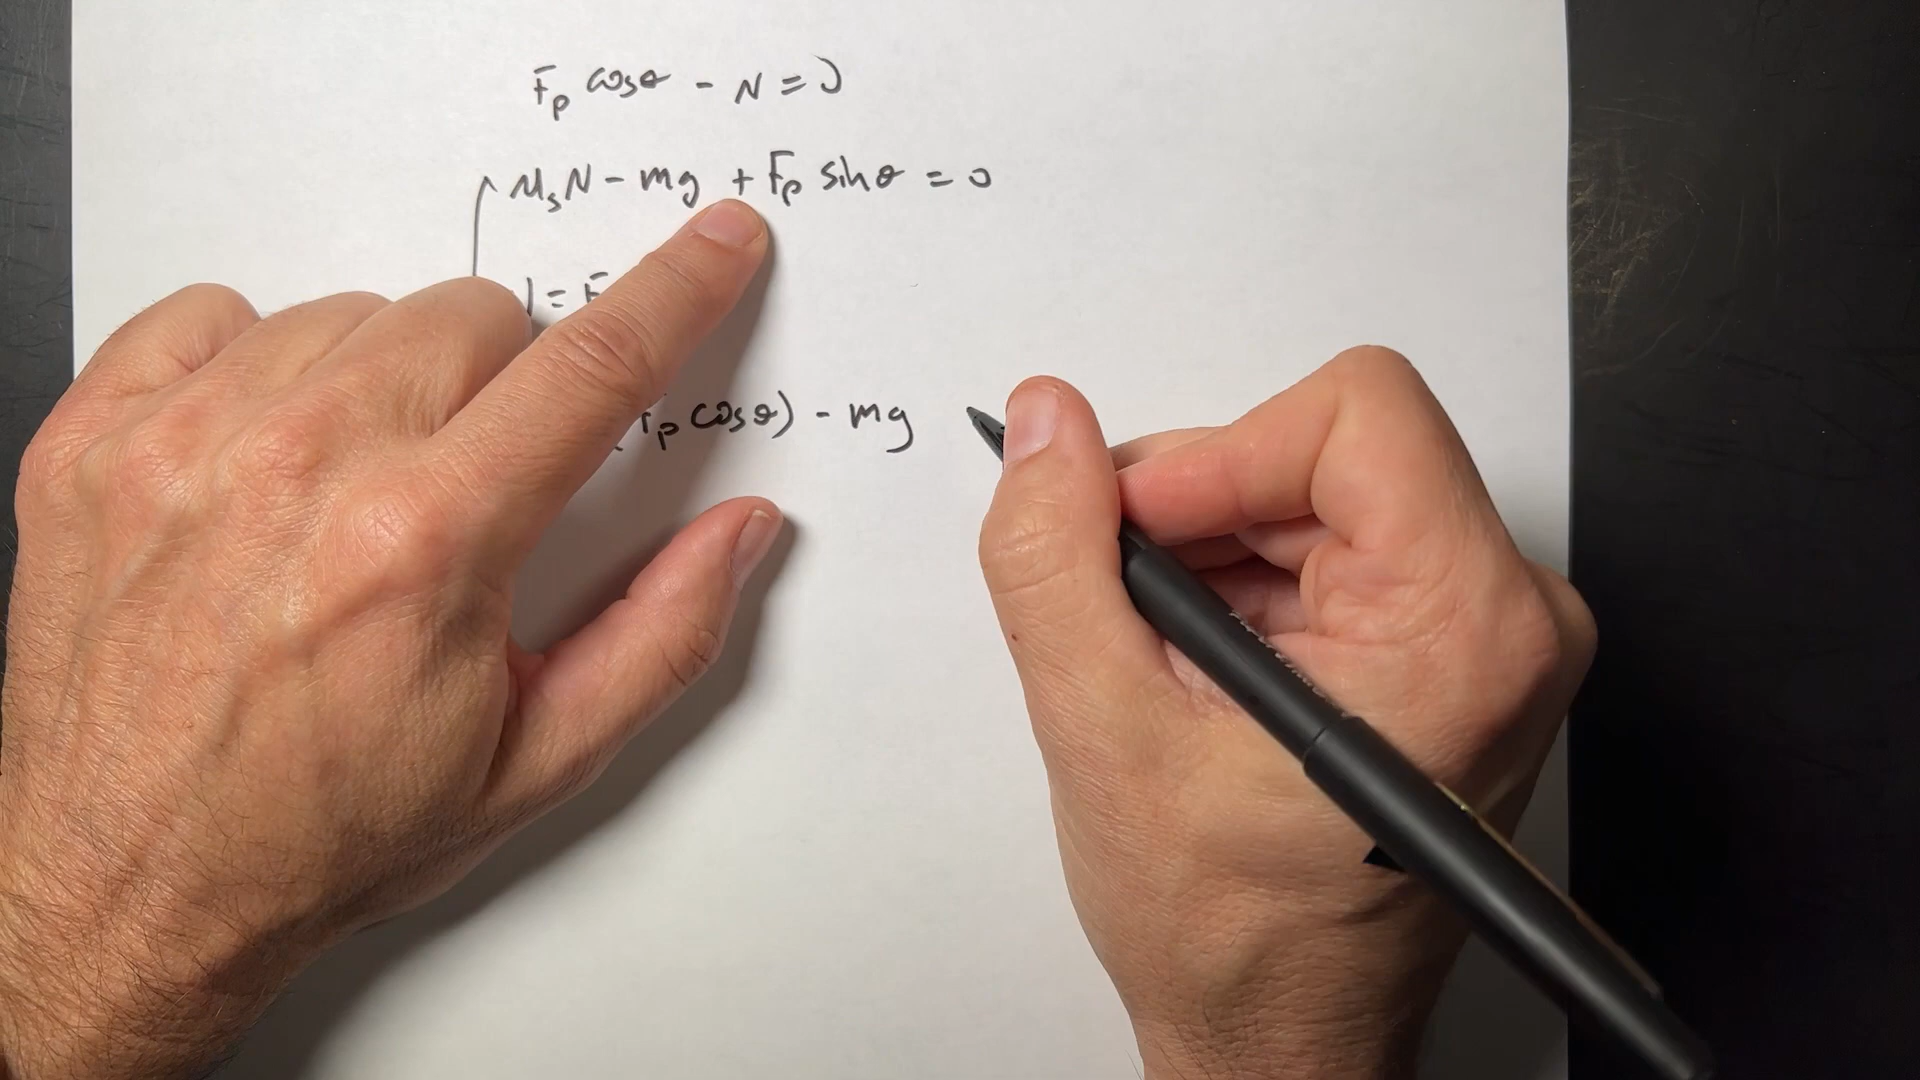 Fp cosθ - N = 0
μsN - mg + Fp sinθ = 0
= F
Fp cosθ) - mg